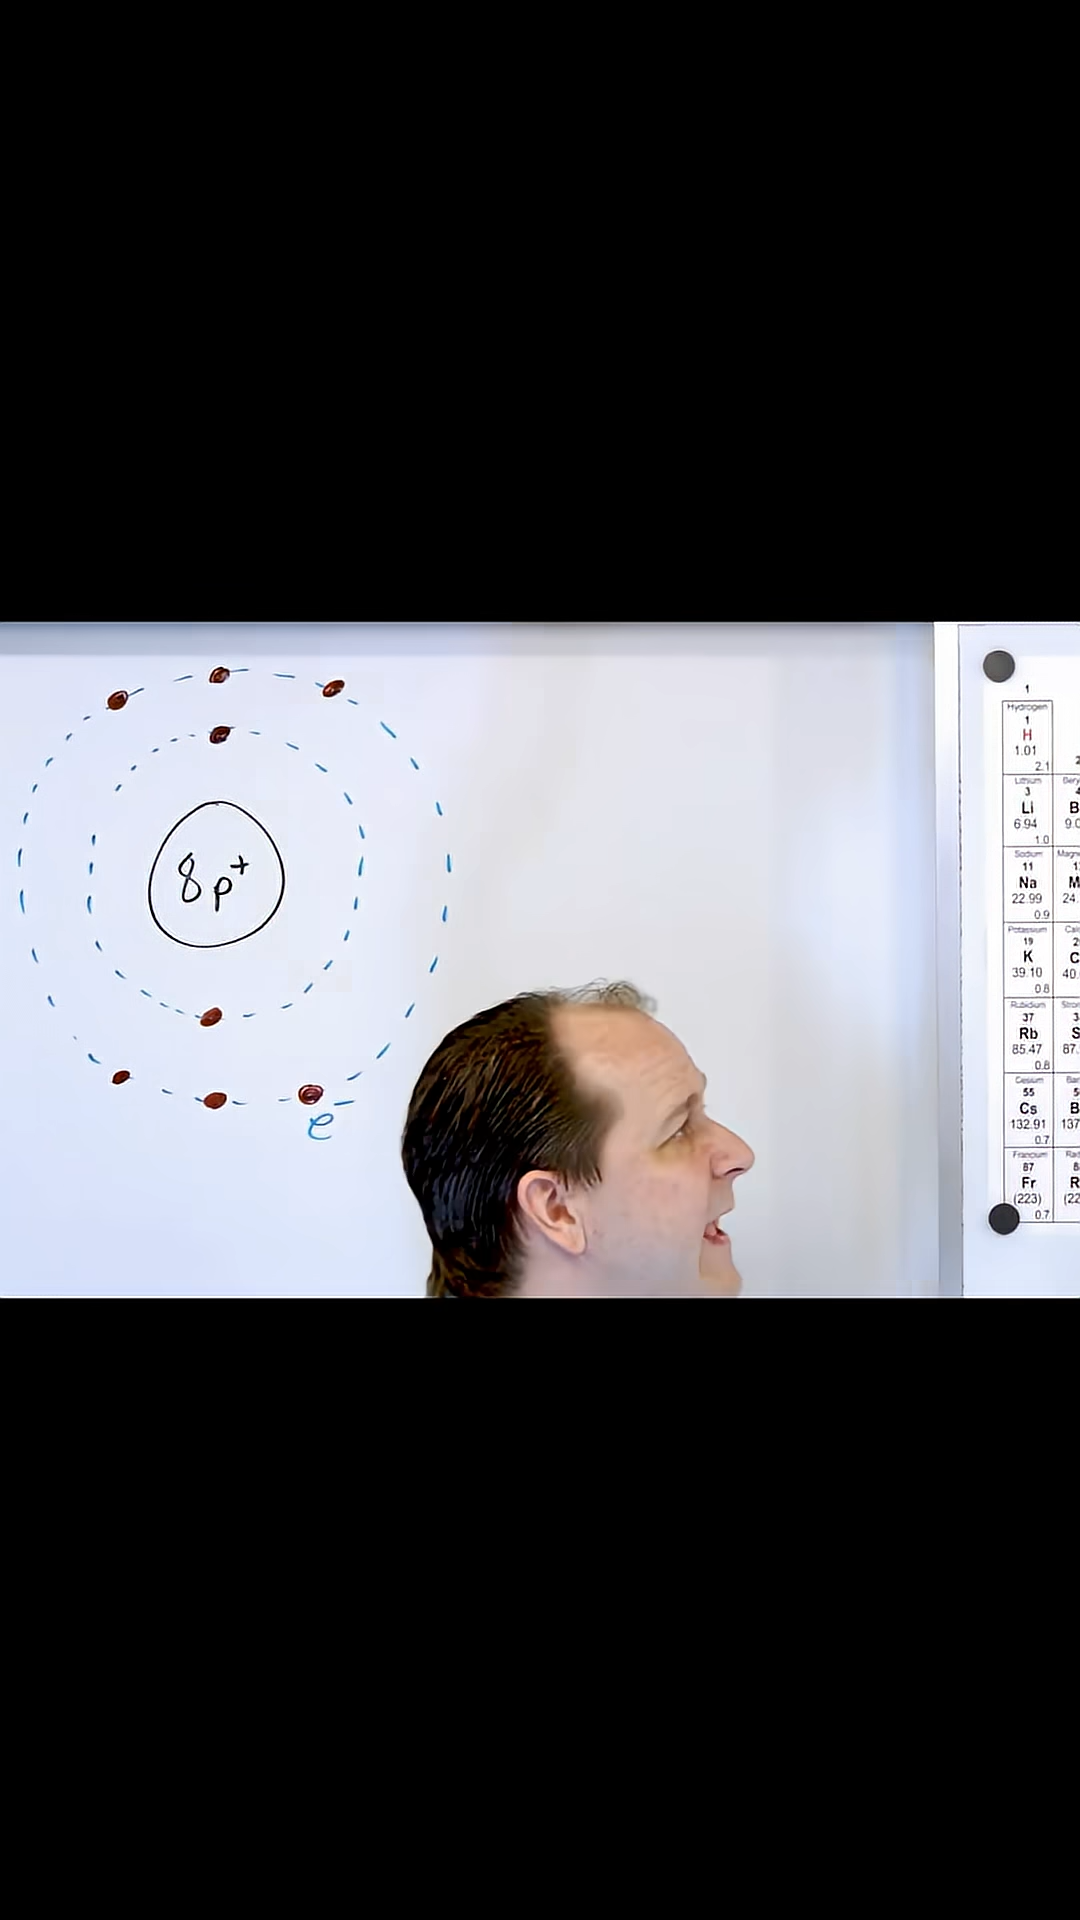 8p⁺
e⁻
1
Hydrogen
1
H
1.01
2.1
Lithium
3
Li
6.94
1.0
Sodium
11
Na
22.99
0.9
Potassium
19
K
39.10
0.8
Rubidium
37
Rb
85.47
0.8
Cesium
55
Cs
132.91
0.7
Francium
87
Fr
(223)
0.7